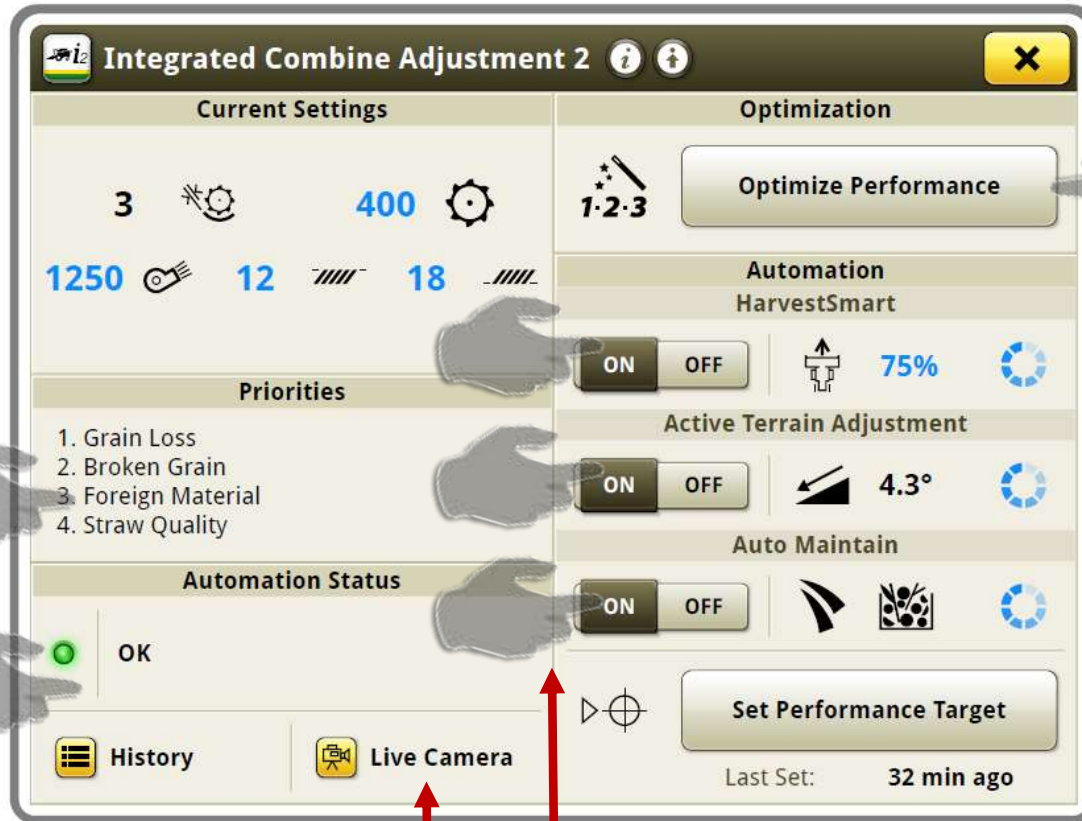 i2 Integrated Combine Adjustment 2 i
Current Settings
3 400
1250 12 18
Priorities
1. Grain Loss
2. Broken Grain
3. Foreign Material
4. Straw Quality
Automation Status
OK
History Live Camera
Optimization
1·2·3 Optimize Performance
Automation
HarvestSmart
ON OFF 75%
Active Terrain Adjustment
ON OFF 4.3°
Auto Maintain
ON OFF
Set Performance Target
Last Set: 32 min ago